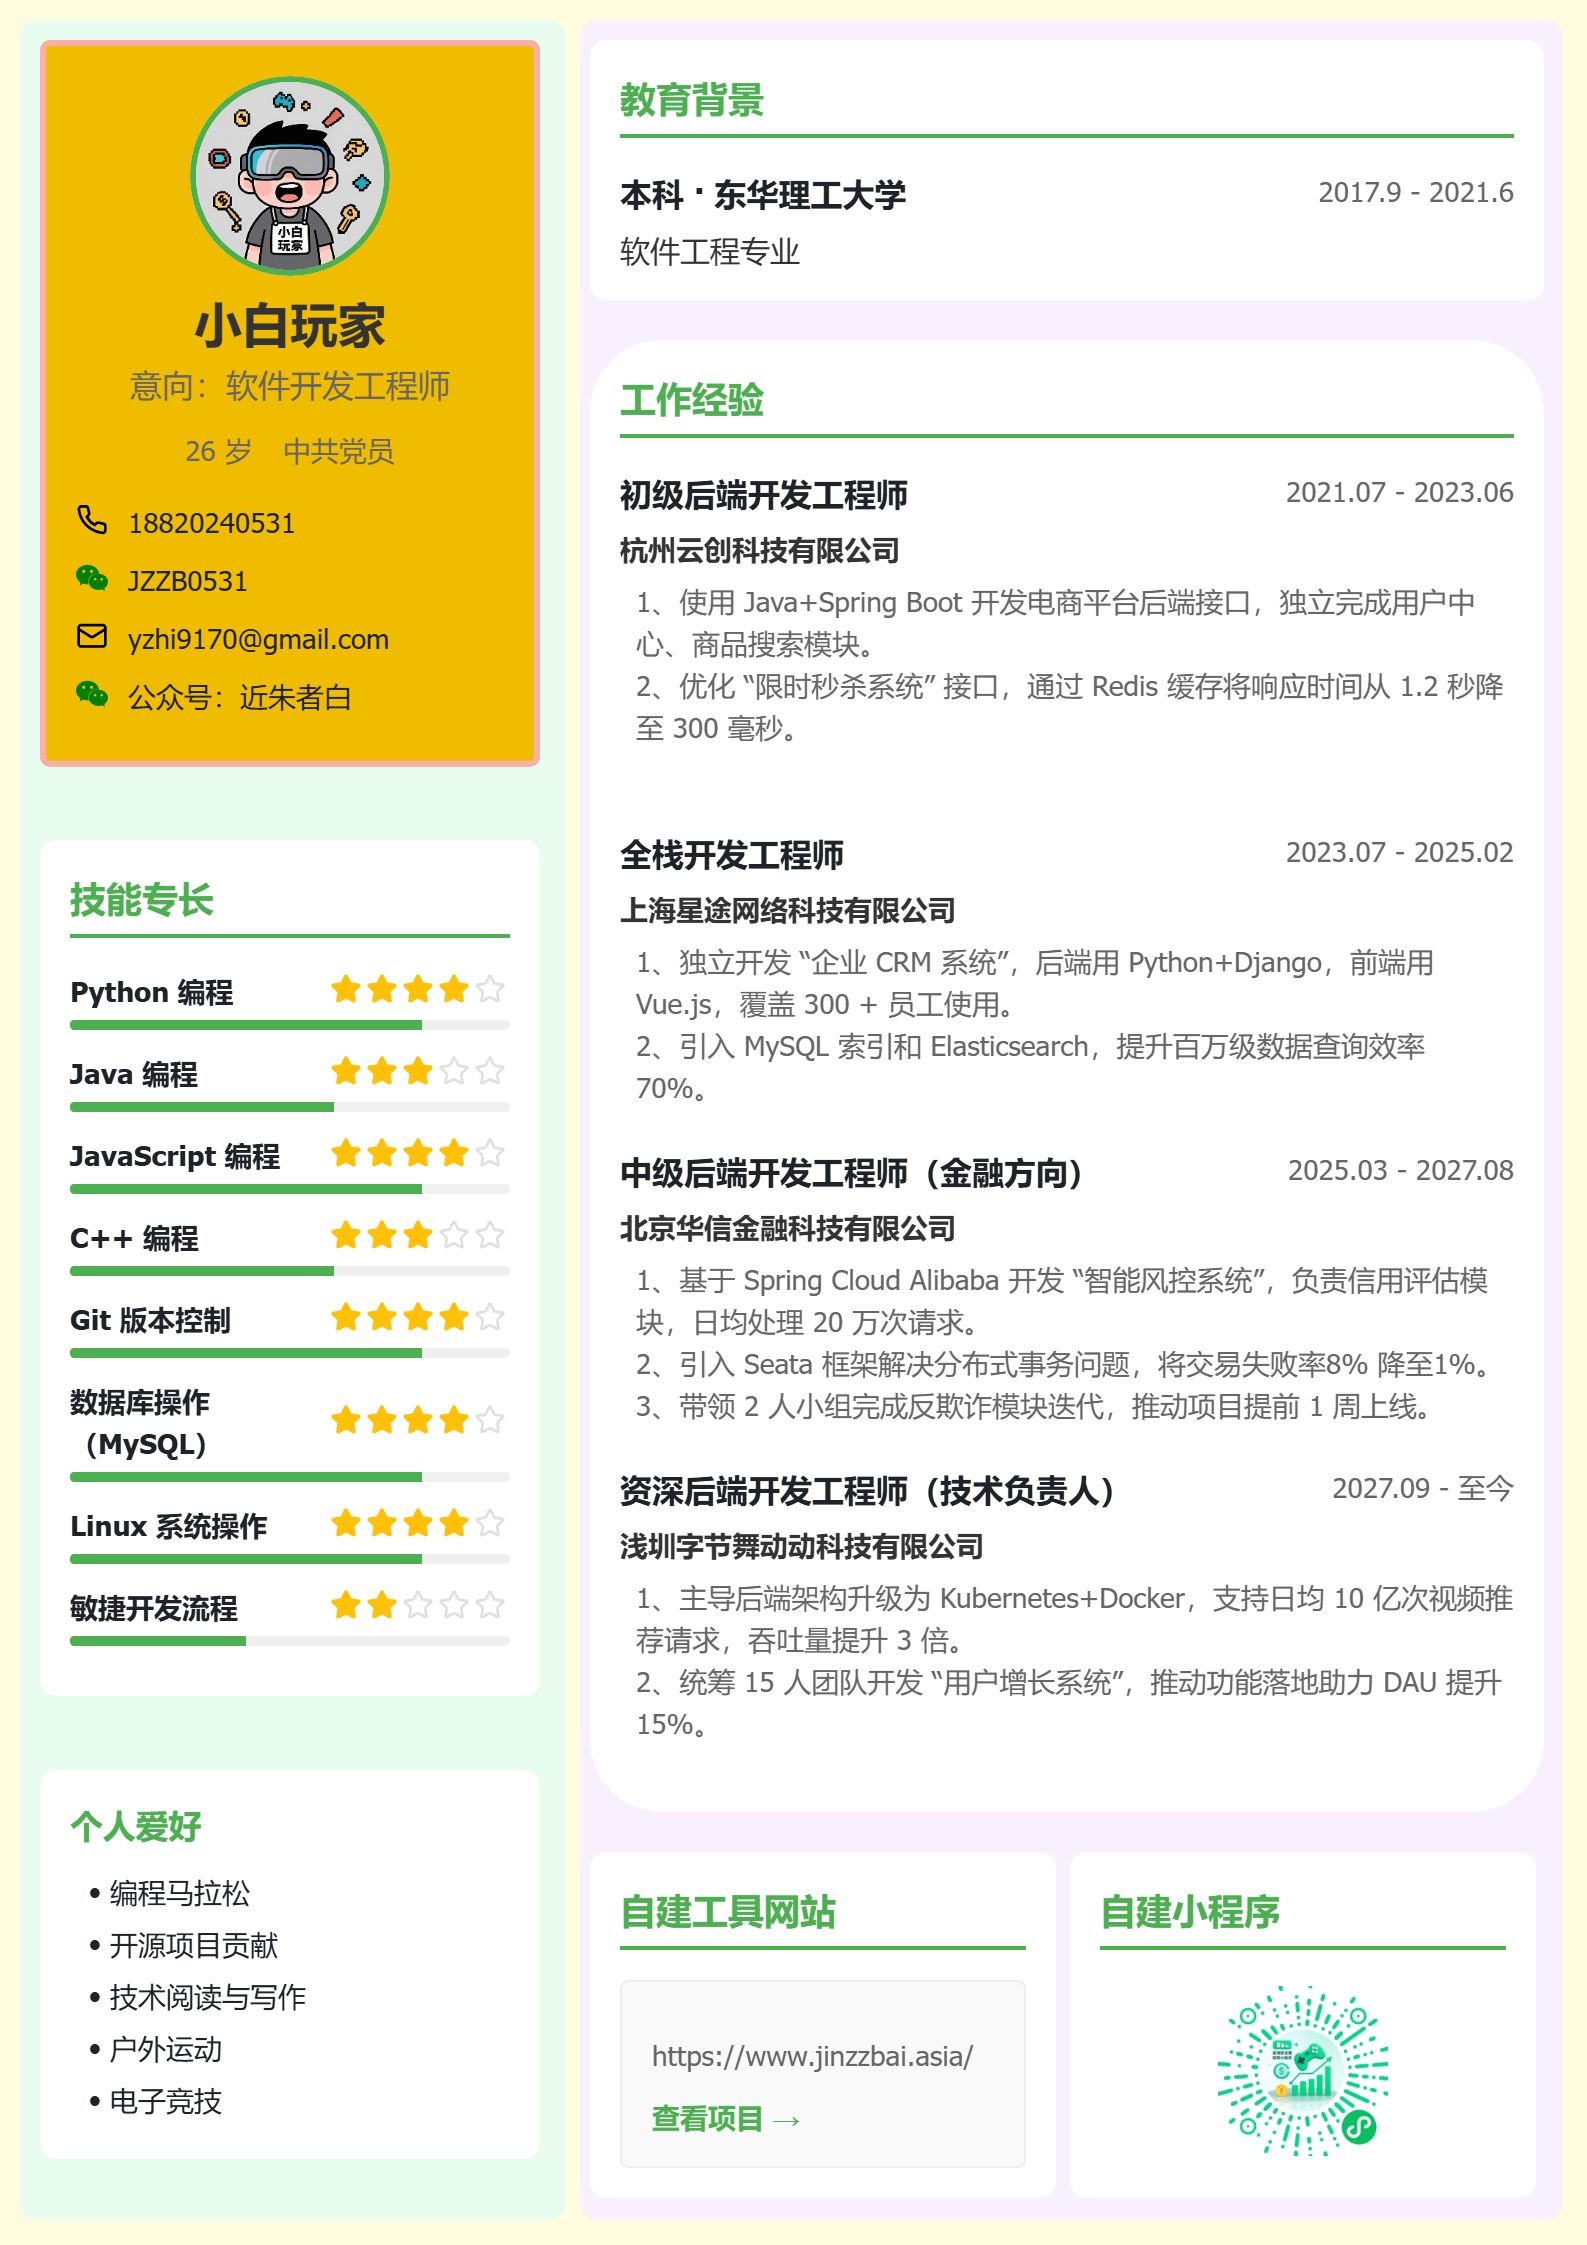 小白
玩家
小白玩家
意向：软件开发工程师
26 岁 中共党员
18820240531
JZZB0531
yzhi9170@gmail.com
公众号：近朱者白
技能专长
Python 编程
Java 编程
JavaScript 编程
C++ 编程
Git 版本控制
数据库操作
（MySQL）
Linux 系统操作
敏捷开发流程
个人爱好
• 编程马拉松
• 开源项目贡献
• 技术阅读与写作
• 户外运动
• 电子竞技
教育背景
本科 · 东华理工大学 2017.9 - 2021.6
软件工程专业
工作经验
初级后端开发工程师 2021.07 - 2023.06
杭州云创科技有限公司
1、使用 Java+Spring Boot 开发电商平台后端接口，独立完成用户中
心、商品搜索模块。
2、优化 “限时秒杀系统” 接口，通过 Redis 缓存将响应时间从 1.2 秒降
至 300 毫秒。
全栈开发工程师 2023.07 - 2025.02
上海星途网络科技有限公司
1、独立开发 “企业 CRM 系统”，后端用 Python+Django，前端用
Vue.js，覆盖 300 + 员工使用。
2、引入 MySQL 索引和 Elasticsearch，提升百万级数据查询效率
70%。
中级后端开发工程师（金融方向） 2025.03 - 2027.08
北京华信金融科技有限公司
1、基于 Spring Cloud Alibaba 开发 “智能风控系统”，负责信用评估模
块，日均处理 20 万次请求。
2、引入 Seata 框架解决分布式事务问题，将交易失败率8% 降至1%。
3、带领 2 人小组完成反欺诈模块迭代，推动项目提前 1 周上线。
资深后端开发工程师（技术负责人） 2027.09 - 至今
浅圳字节舞动动科技有限公司
1、主导后端架构升级为 Kubernetes+Docker，支持日均 10 亿次视频推
荐请求，吞吐量提升 3 倍。
2、统筹 15 人团队开发 “用户增长系统”，推动功能落地助力 DAU 提升
15%。
自建工具网站
https://www.jinzzbai.asia/
查看项目 →
自建小程序